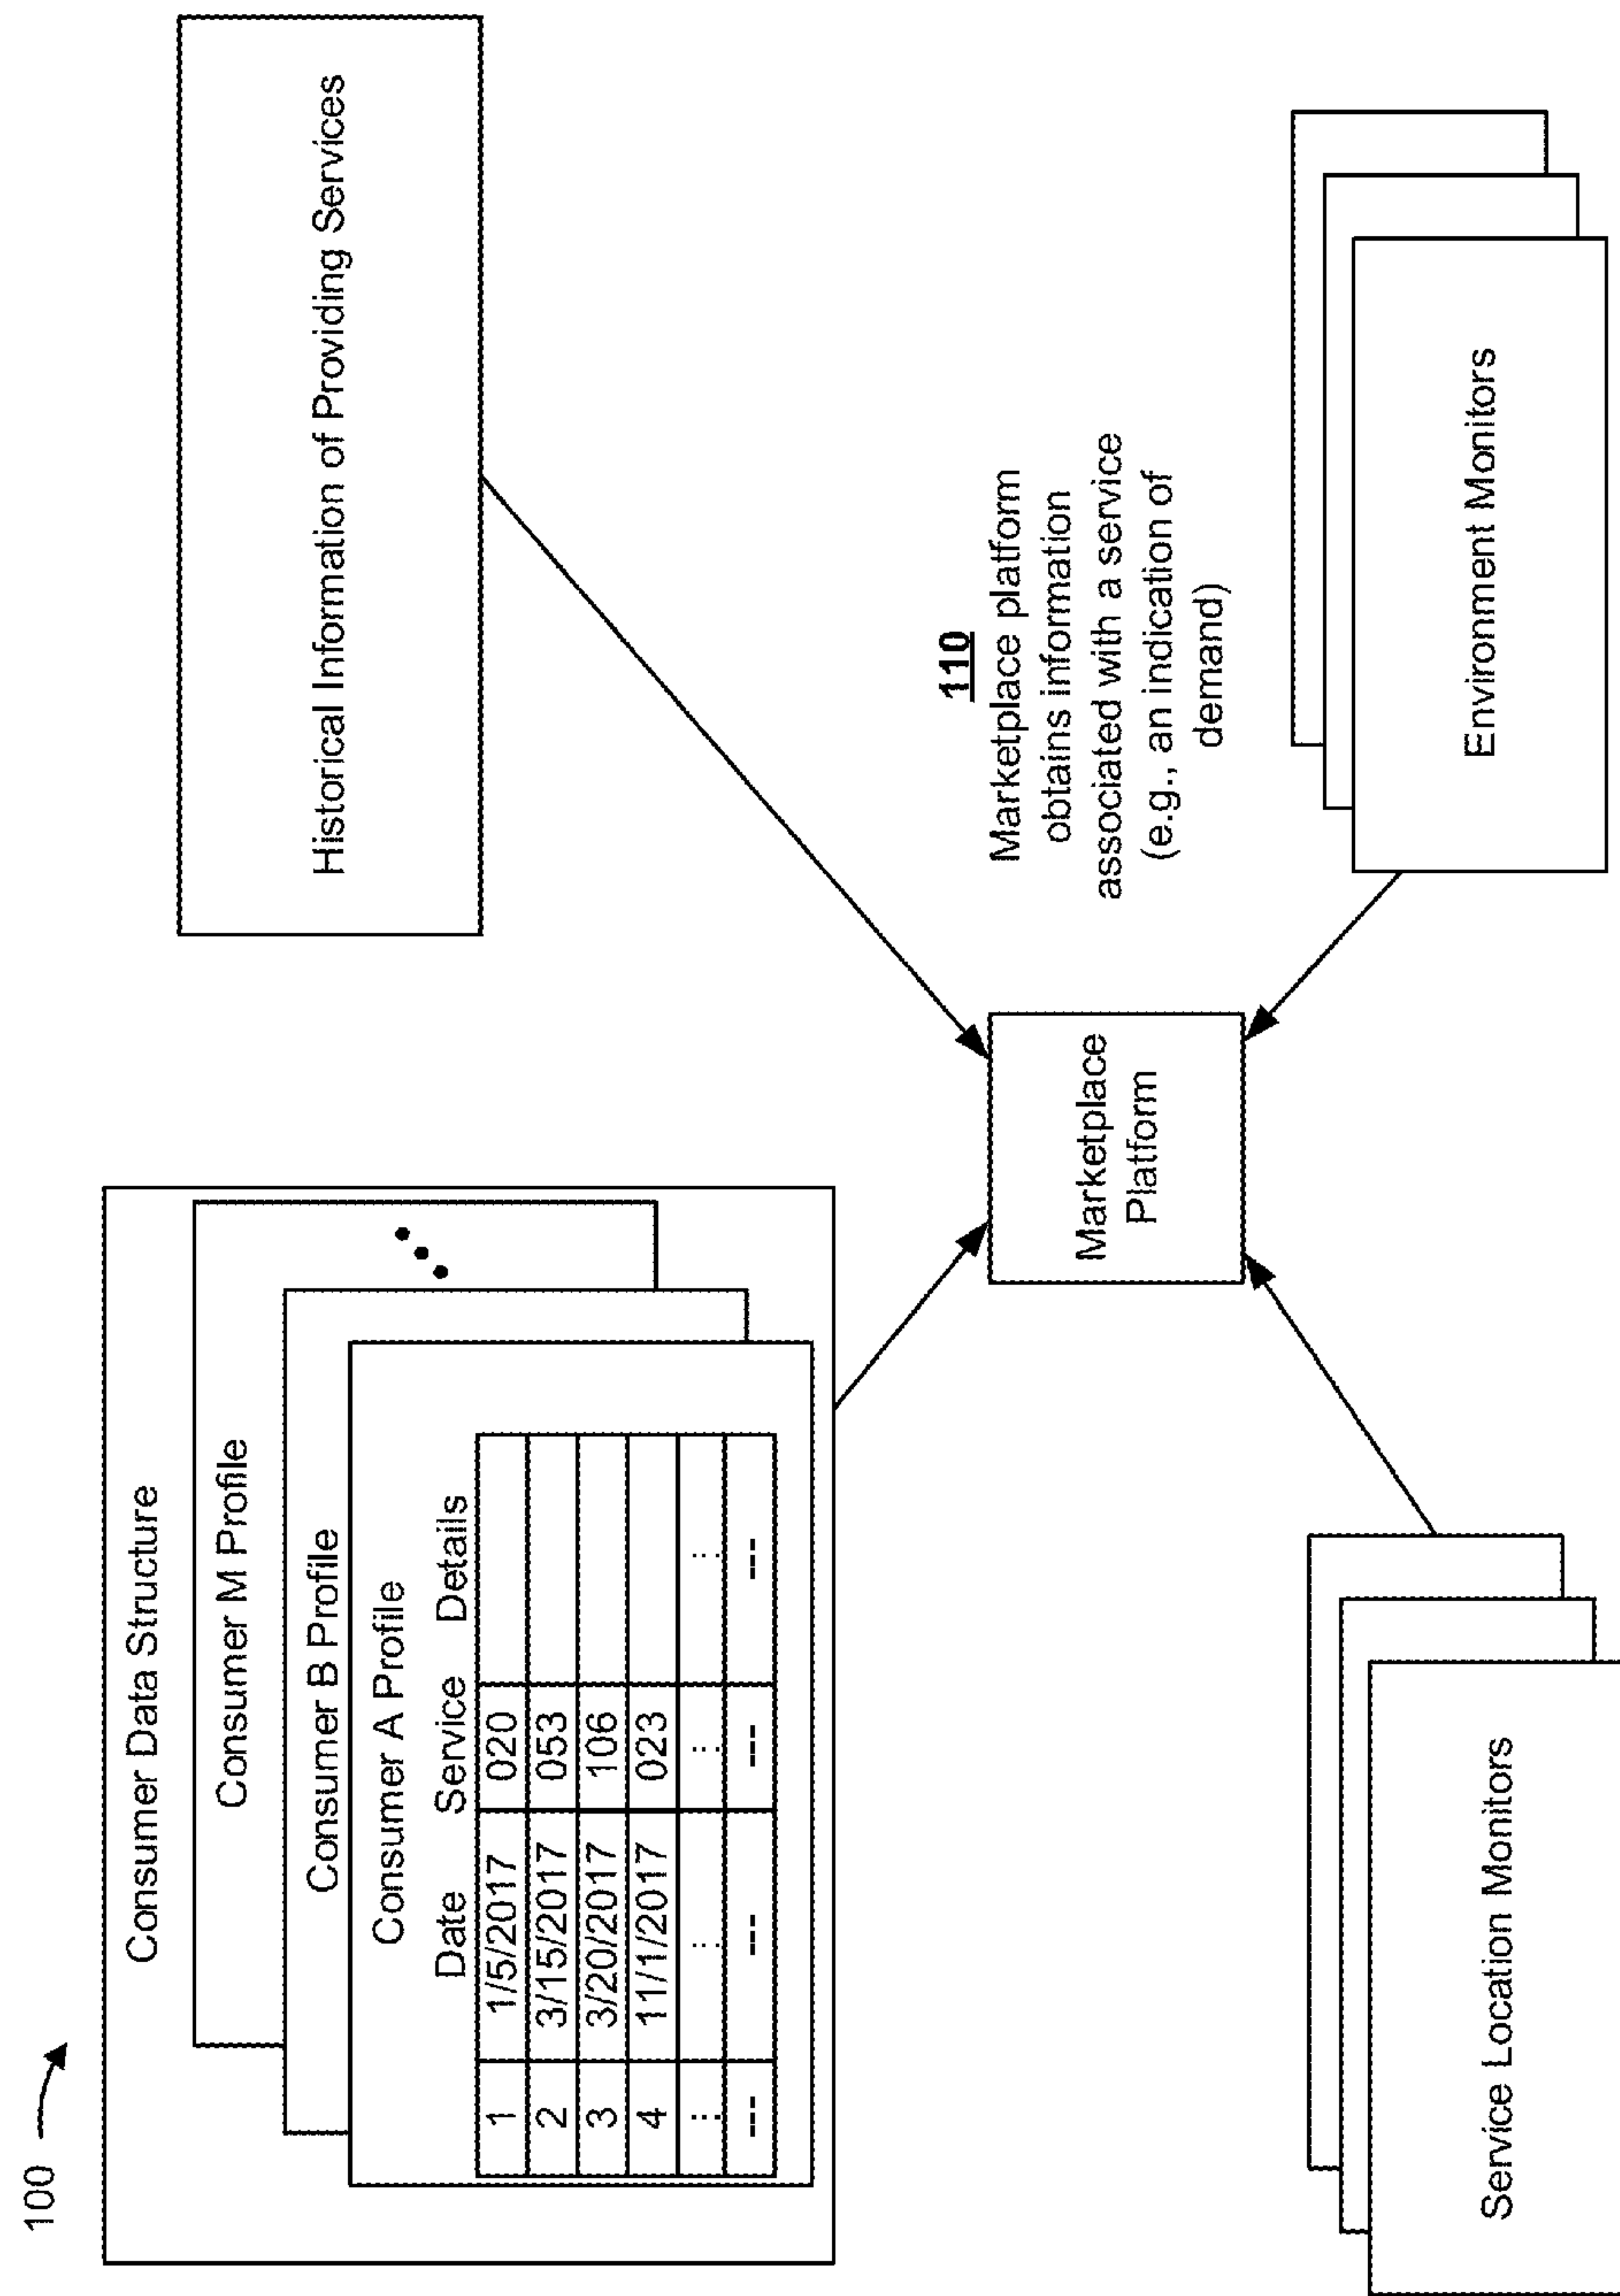 100
Consumer Data Structure
Consumer M Profile
Consumer B Profile
Consumer A Profile
Date Service Details
1 1/5/2017 020
2 3/15/2017 053
3 3/20/2017 106
4 11/1/2017 023
⋮ ⋮ ⋮ ⋮
--- --- --- ---
Historical Information of Providing Services
Marketplace
Platform
110
Marketplace platform
obtains information
associated with a service
(e.g., an indication of
demand)
Service Location Monitors
Environment Monitors